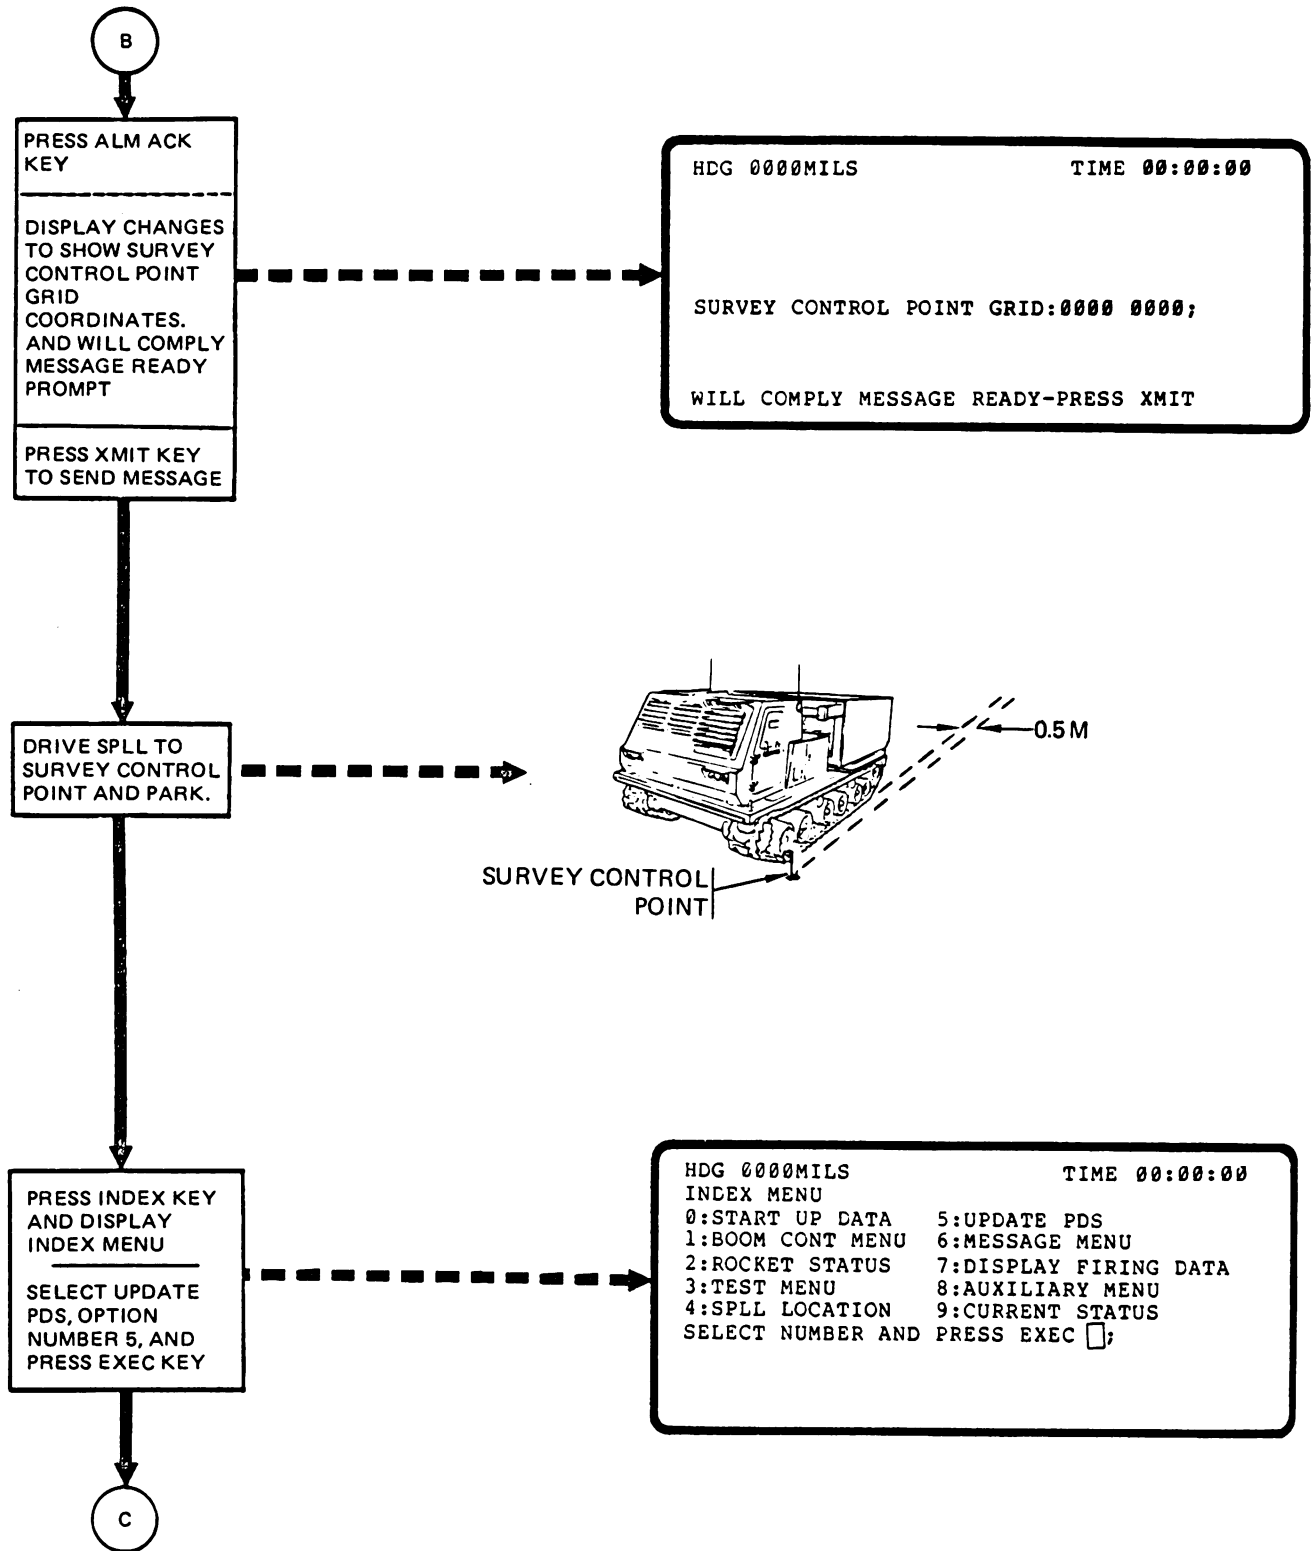 B
PRESS ALM ACK
KEY
DISPLAY CHANGES
TO SHOW SURVEY
CONTROL POINT
GRID
COORDINATES.
AND WILL COMPLY
MESSAGE READY
PROMPT
PRESS XMIT KEY
TO SEND MESSAGE
HDG 0000MILS TIME 00:00:00
SURVEY CONTROL POINT GRID:0000 0000;
WILL COMPLY MESSAGE READY-PRESS XMIT
DRIVE SPLL TO
SURVEY CONTROL
POINT AND PARK.
0.5 M
SURVEY CONTROL
POINT
PRESS INDEX KEY
AND DISPLAY
INDEX MENU
SELECT UPDATE
PDS, OPTION
NUMBER 5, AND
PRESS EXEC KEY
HDG 0000MILS TIME 00:00:00
INDEX MENU
0:START UP DATA 5:UPDATE PDS
1:BOOM CONT MENU 6:MESSAGE MENU
2:ROCKET STATUS 7:DISPLAY FIRING DATA
3:TEST MENU 8:AUXILIARY MENU
4:SPLL LOCATION 9:CURRENT STATUS
SELECT NUMBER AND PRESS EXEC ;
C